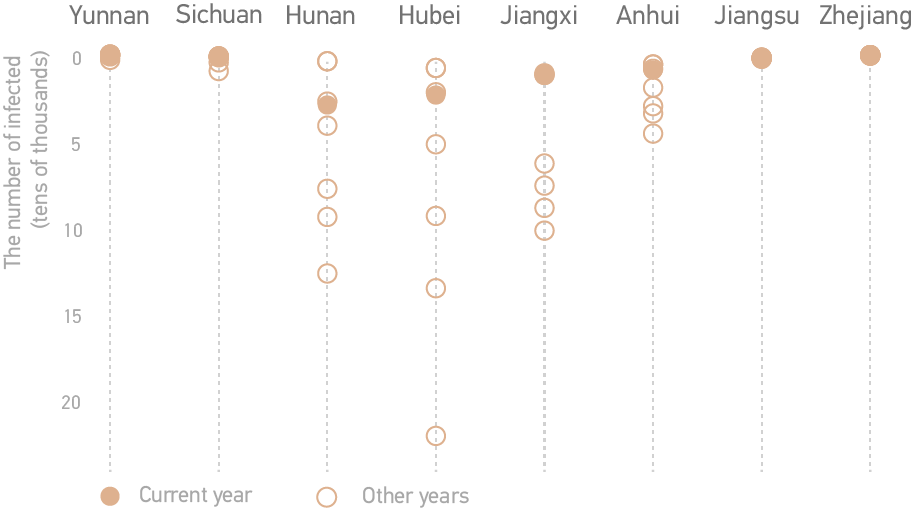 Yunnan Sichuan Hunan Hubei Jiangxi Anhui Jiangsu Zhejiang
The number of infected
(tens of thousands)
0
5
10
15
20
Current year Other years